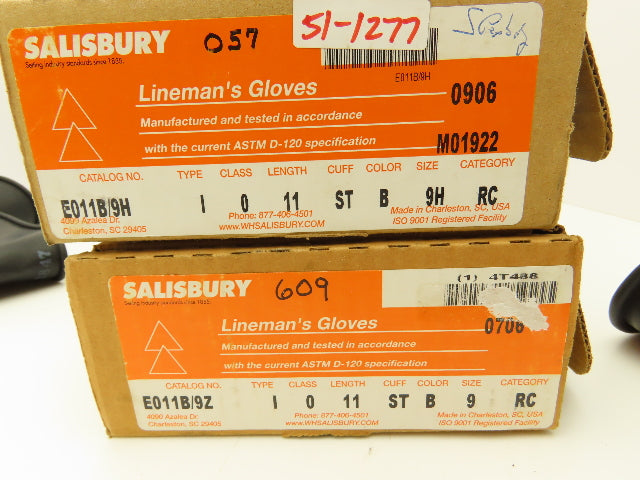 SALISBURY
057
51-1277
Setting industry standards since 1855.
E011B/9H
Lineman's Gloves
0906
Manufactured and tested in accordance
with the current ASTM D-120 specification
M01922
CATALOG NO. TYPE CLASS LENGTH CUFF COLOR SIZE CATEGORY
E011B/9H I 0 11 ST B 9H RC
4090 Azalea Dr. Phone: 877-406-4501 Made in Charleston, SC, USA
Charleston, SC 29405 www.WHSALISBURY.COM ISO 9001 Registered Facility
SALISBURY
609
(1) 4T488
Setting industry standards since 1855.
Lineman's Gloves
0706
Manufactured and tested in accordance
with the current ASTM D-120 specification
CATALOG NO. TYPE CLASS LENGTH CUFF COLOR SIZE CATEGORY
E011B/9Z I 0 11 ST B 9 RC
4090 Azalea Dr. Phone: 877-406-4501 Made in Charleston, SC, USA
Charleston, SC 29405 www.WHSALISBURY.COM ISO 9001 Registered Facility